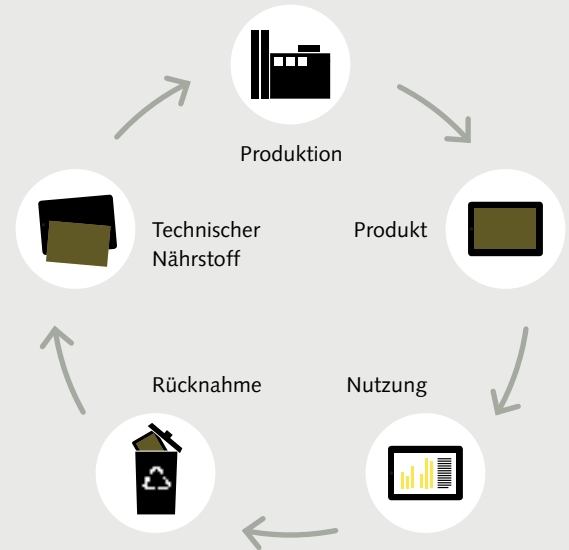 Produktion
Technischer
Nährstoff
Produkt
Rücknahme
Nutzung